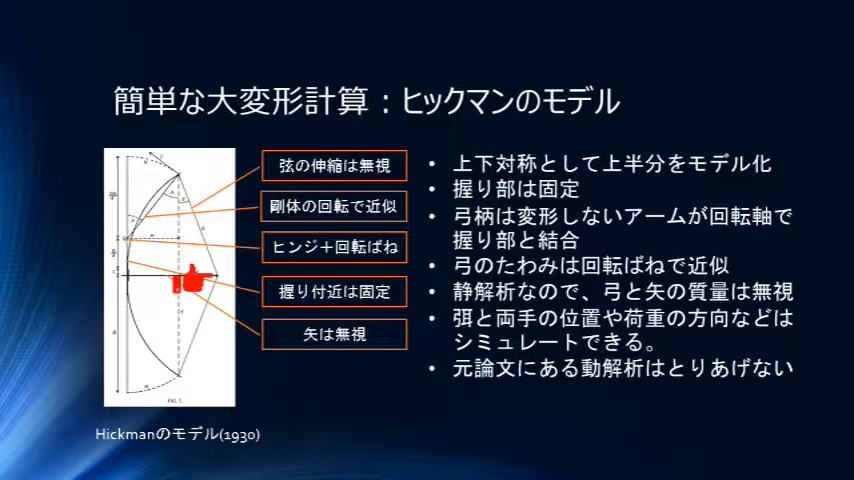 簡単な大変形計算：ヒックマンのモデル
弦の伸縮は無視
剛体の回転で近似
ヒンジ＋回転ばね
握り付近は固定
矢は無視
FIG. 1.
Hickmanのモデル(1930)
• 上下対称として上半分をモデル化
• 握り部は固定
• 弓柄は変形しないアームが回転軸で
握り部と結合
• 弓のたわみは回転ばねで近似
• 静解析なので、弓と矢の質量は無視
• 弭と両手の位置や荷重の方向などは
シミュレートできる。
• 元論文にある動解析はとりあげない